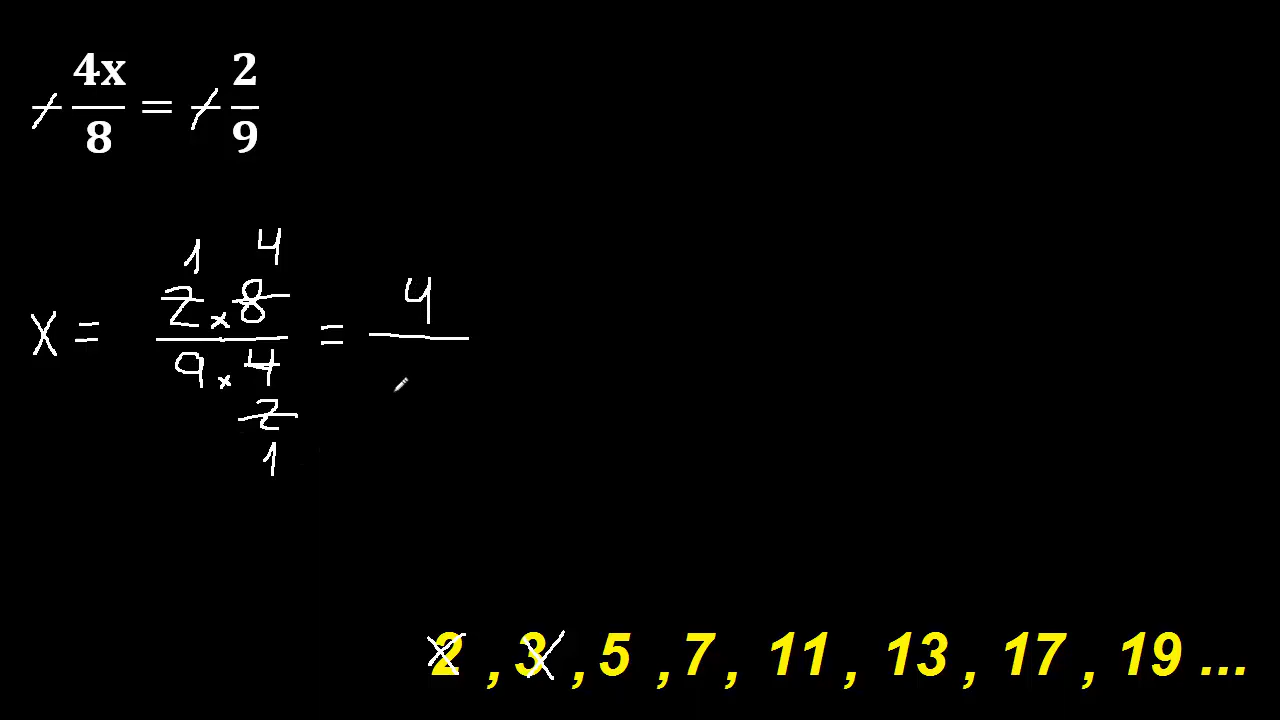 - 4x/8 = - 2/9
1 4
x = 2 x 8 / 9 x 4 = 4
2
1
2 , 3 , 5 , 7 , 11 , 13 , 17 , 19 ...